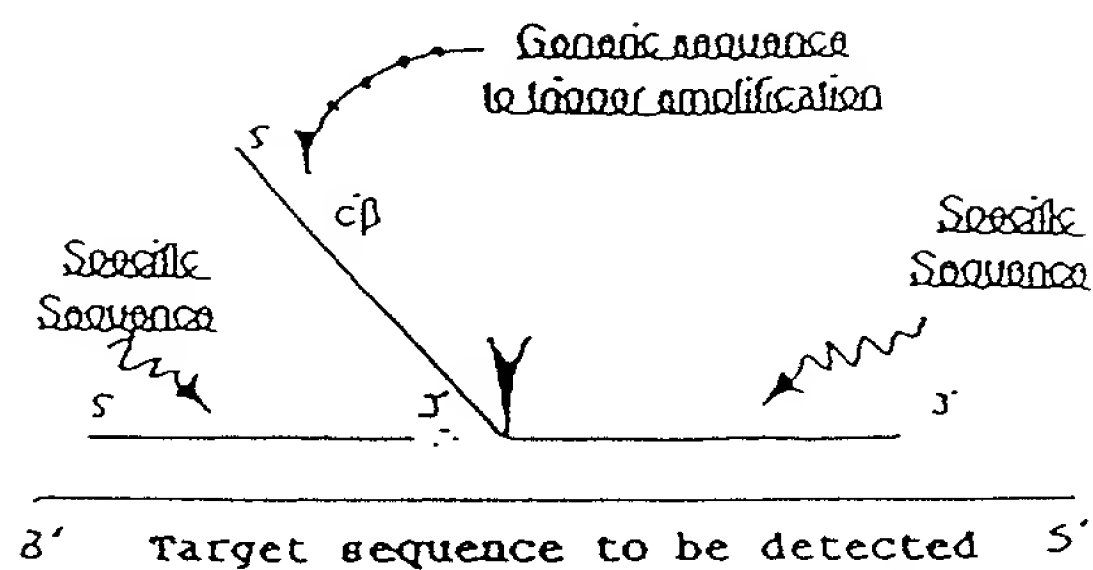 Generic sequence
to trigger amplification
5
c-β
Specific
Sequence
Specific
Sequence
5
3'
3'
3' Target sequence to be detected 5'